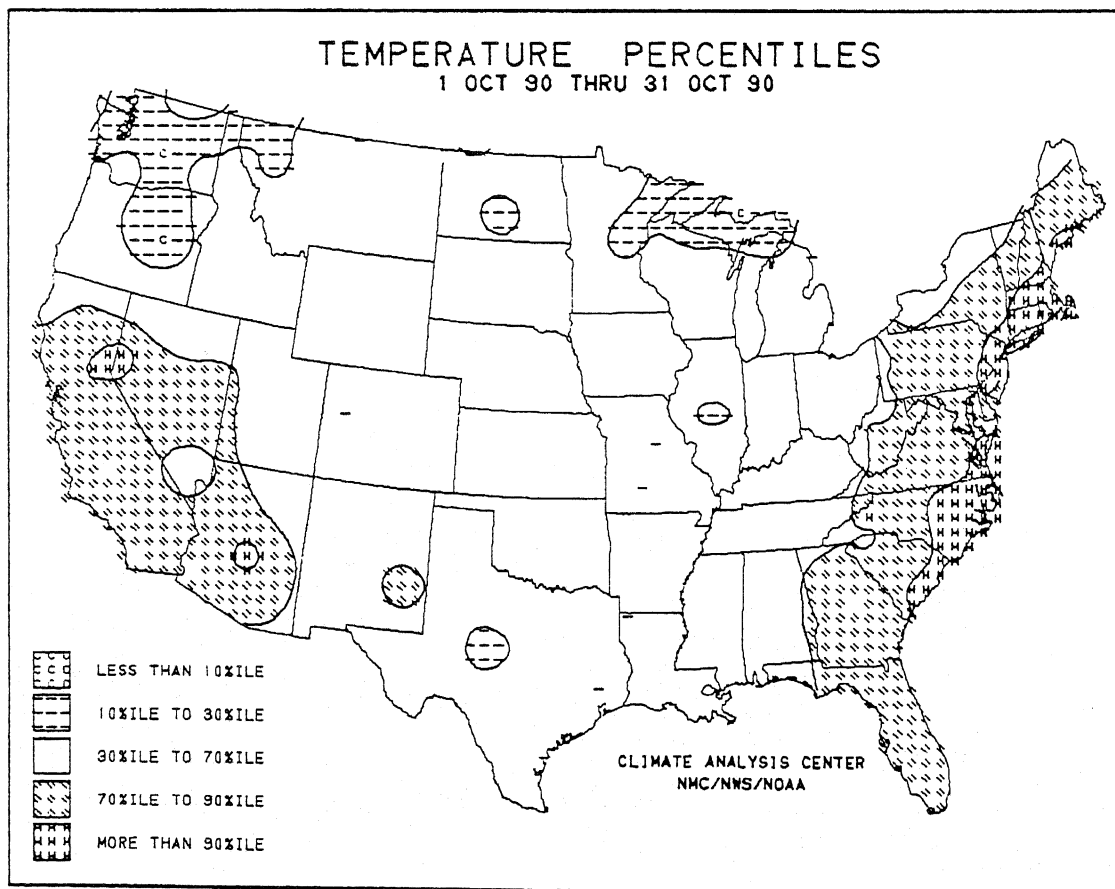 TEMPERATURE PERCENTILES
1 OCT 90 THRU 31 OCT 90
C
C
C
H H
H
LESS THAN 10%ILE
10%ILE TO 30%ILE
30%ILE TO 70%ILE
70%ILE TO 90%ILE
MORE THAN 90%ILE
CLIMATE ANALYSIS CENTER
NMC/NWS/NOAA